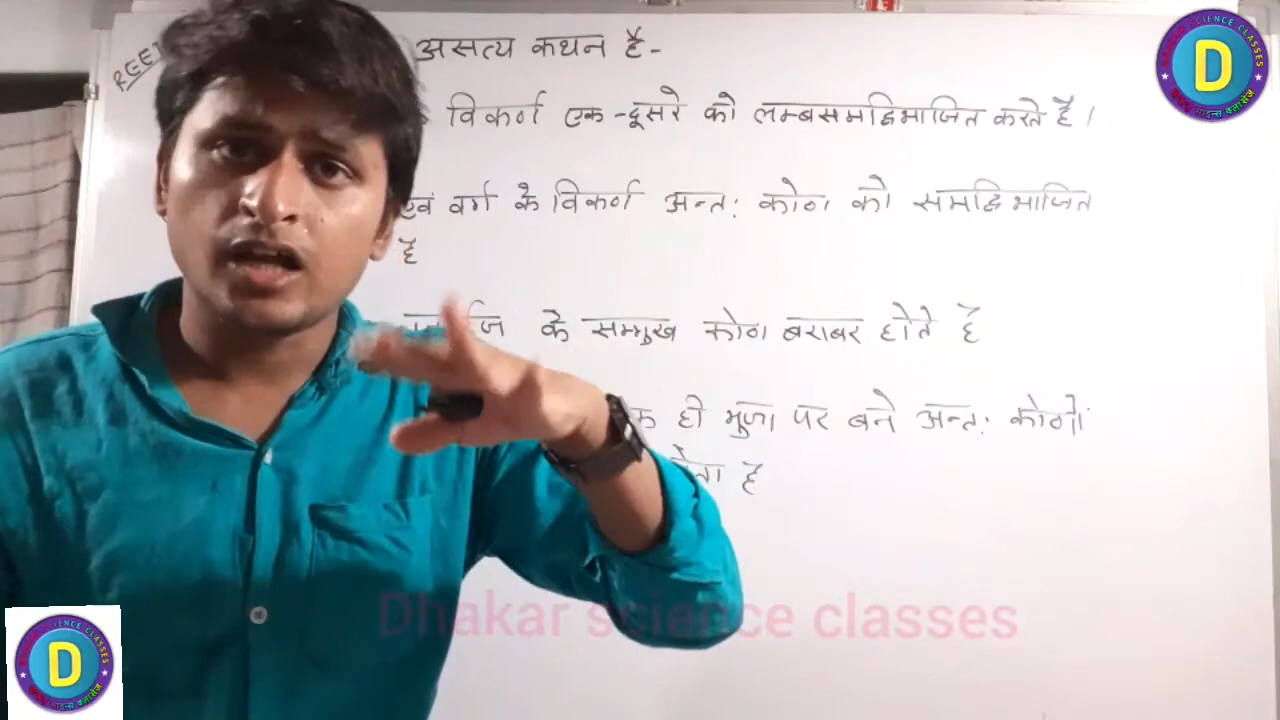 REET
असत्य कथन है-
विकर्ण एक-दूसरे को लम्बसमद्विभाजित करते है।
एवं वर्ग के विकर्ण अन्त: कोण को समद्विभाजित
है
के सम्मुख कोण बराबर होते है
ही भुजा पर बने अन्त: कोणों
है
Dhakar science classes
D
D